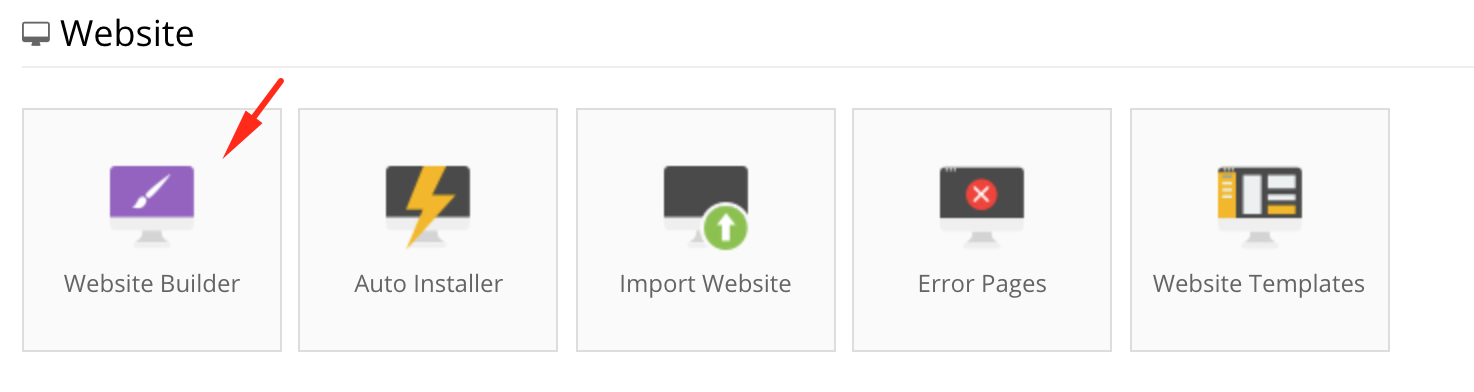 Website
Website Builder
Auto Installer
Import Website
Error Pages
Website Templates